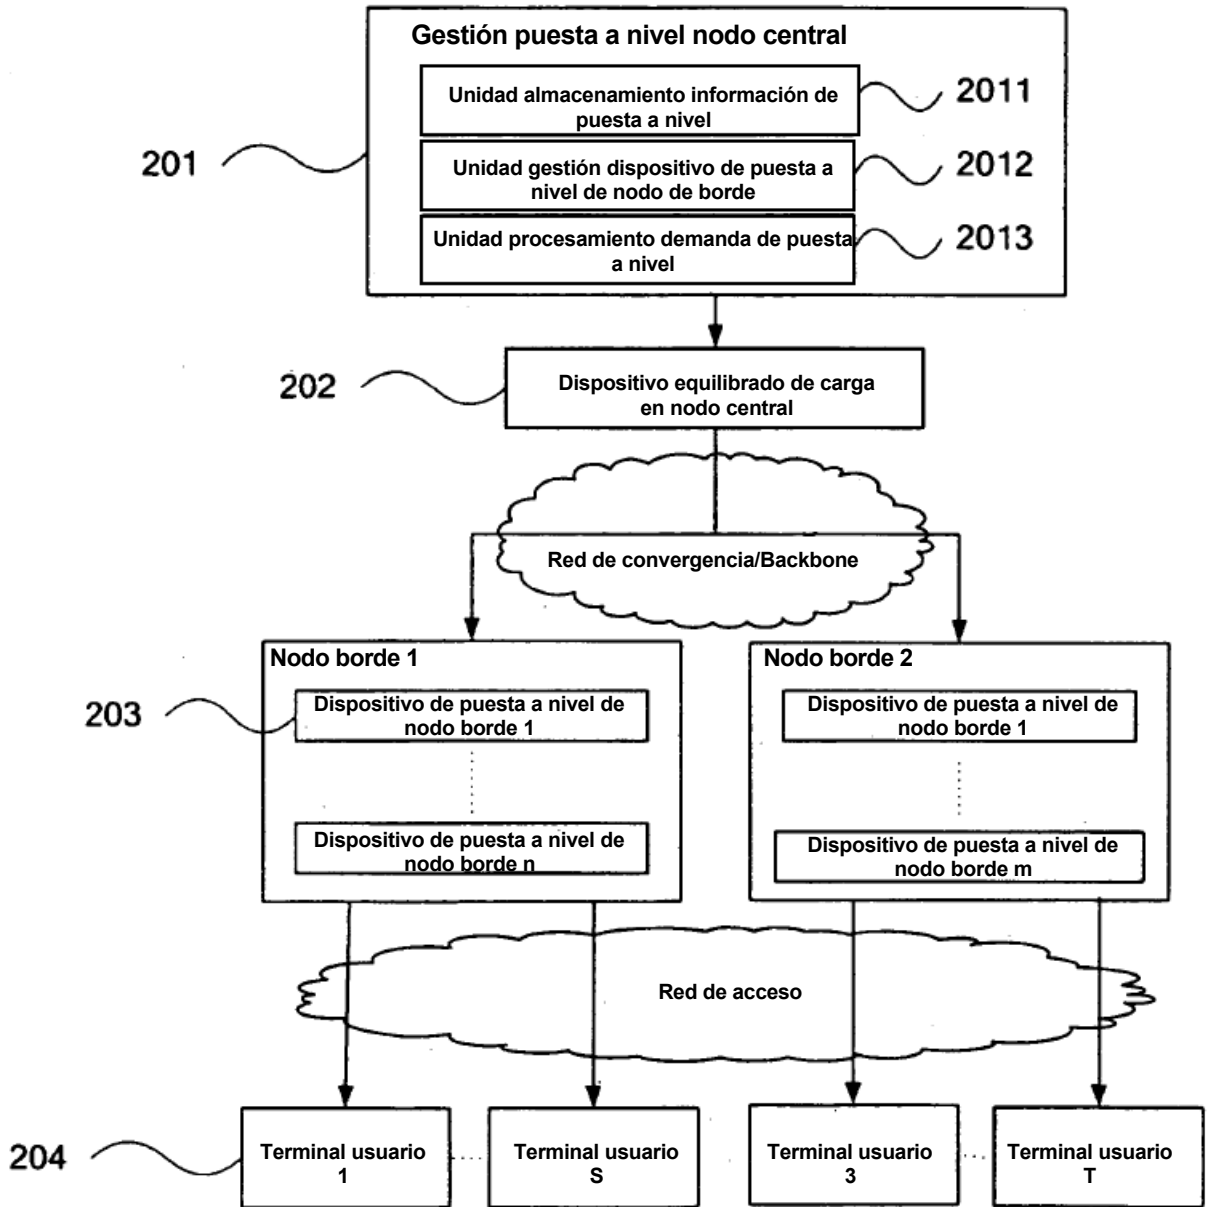 Gestión puesta a nivel nodo central
Unidad almacenamiento información de
puesta a nivel
2011
201
Unidad gestión dispositivo de puesta a
nivel de nodo de borde
2012
Unidad procesamiento demanda de puesta
a nivel
2013
202
Dispositivo equilibrado de carga
en nodo central
Red de convergencia/Backbone
Nodo borde 1
Nodo borde 2
203
Dispositivo de puesta a nivel de
nodo borde 1
Dispositivo de puesta a nivel de
nodo borde 1
Dispositivo de puesta a nivel de
nodo borde n
Dispositivo de puesta a nivel de
nodo borde m
Red de acceso
204
Terminal usuario
1
Terminal usuario
S
Terminal usuario
3
Terminal usuario
T